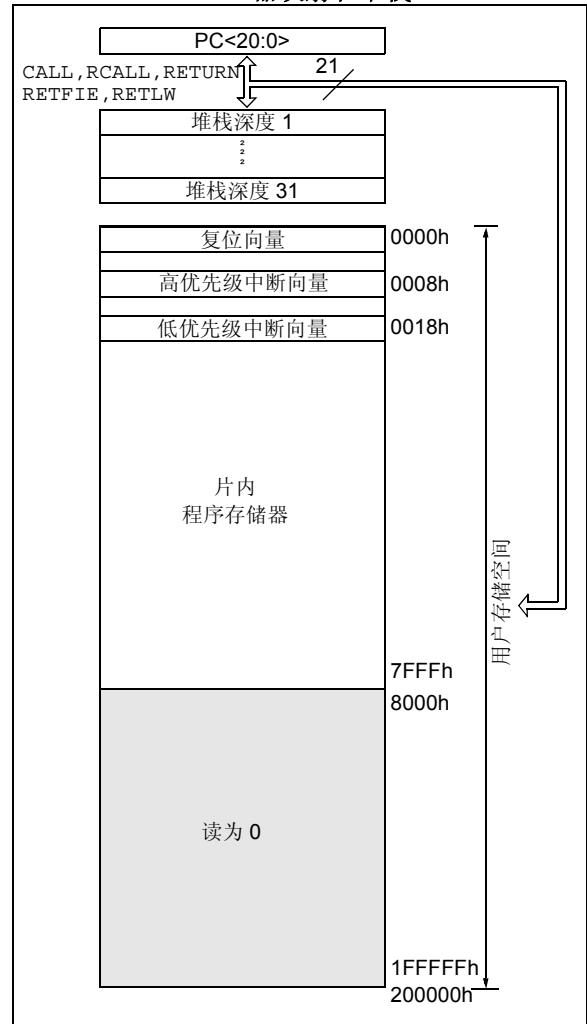 PC<20:0>
CALL,RCALL,RETURN
RETFIE,RETLW
21
堆栈深度 1
2
2
2
堆栈深度 31
复位向量
0000h
高优先级中断向量
0008h
低优先级中断向量
0018h
片内
程序存储器
用户存储空间
7FFFh
8000h
读为 0
1FFFFFh
200000h